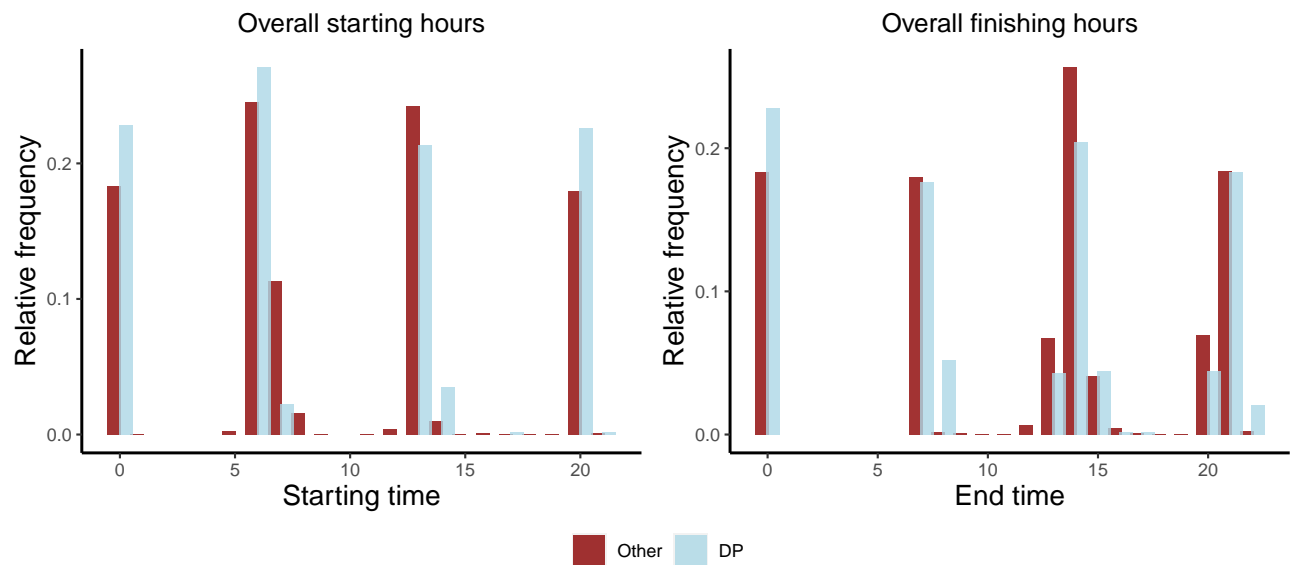 Overall starting hours
Relative frequency
0.2
0.1
0.0
0 5 10 15 20
Starting time
Overall finishing hours
Relative frequency
0.2
0.1
0.0
0 5 10 15 20
End time
Other DP